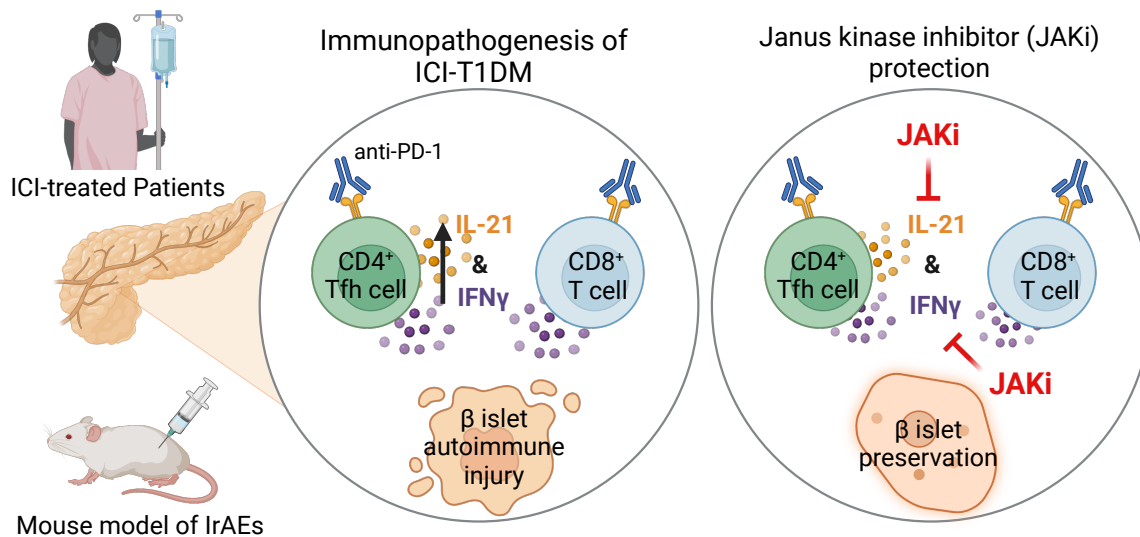 ICI-treated Patients
Mouse model of IrAEs
Immunopathogenesis of
ICI-T1DM
anti-PD-1
CD4⁺
Tfh cell
IL-21
&
IFNγ
CD8⁺
T cell
β islet
autoimmune
injury
Janus kinase inhibitor (JAKi)
protection
JAKi
CD4⁺
Tfh cell
IL-21
&
IFNγ
CD8⁺
T cell
JAKi
β islet
preservation